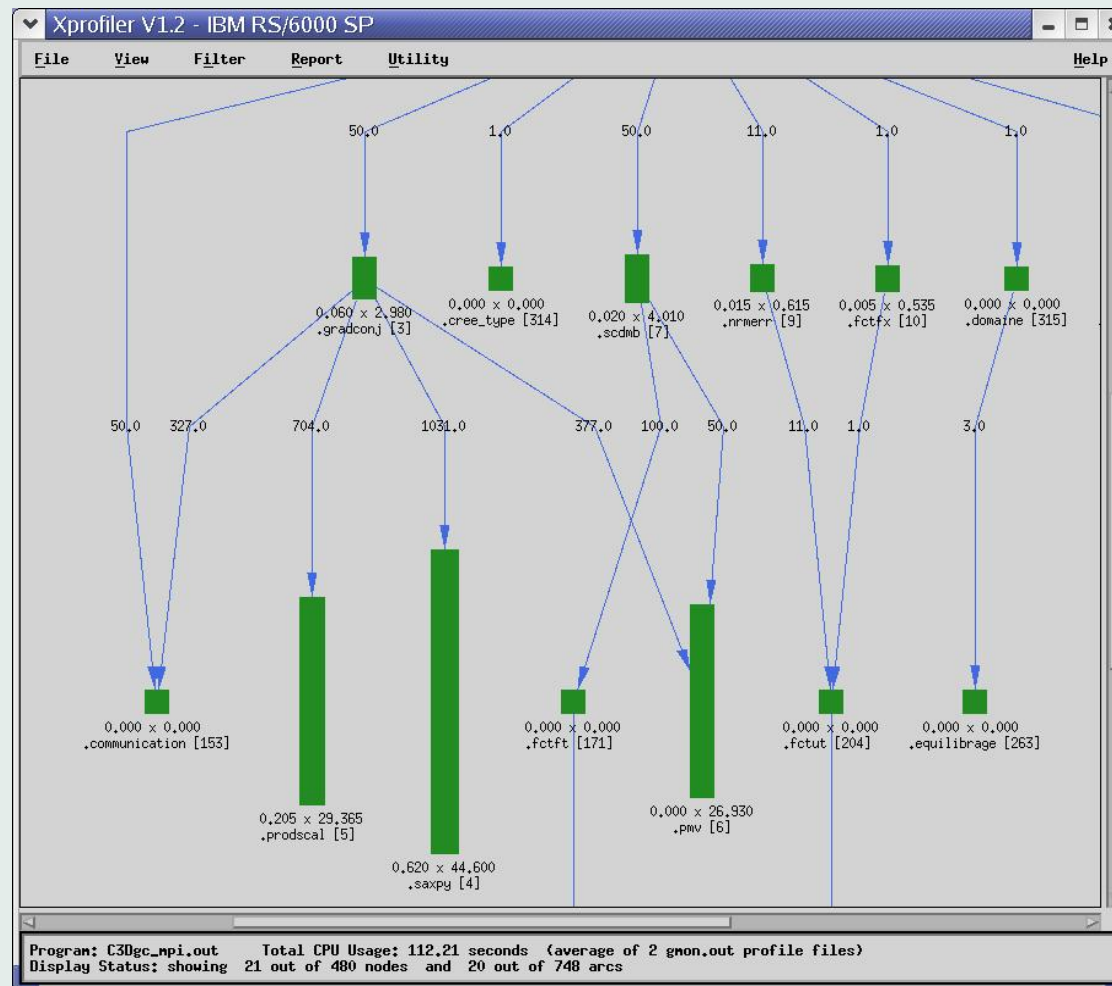 Xprofiler V1.2 - IBM RS/6000 SP
File View Filter Report Utility Help
50.0 1.0 50.0 11.0 1.0 1.0
0.060 x 2.980
.gradconj [3]
0.000 x 0.000
.cree_type [314]
0.020 x 4.010
.scdmb [7]
0.015 x 0.615
.nrmerr [9]
0.005 x 0.535
.fctfx [10]
0.000 x 0.000
.domaine [315]
50.0 327.0 704.0 1031.0 377.0 100.0 50.0 11.0 1.0 3.0
0.000 x 0.000
.communication [153]
0.000 x 0.000
.fctft [171]
0.000 x 0.000
.fctut [204]
0.000 x 0.000
.equilibrage [263]
0.205 x 29.365
.prodscal [5]
0.620 x 44.600
.saxpy [4]
0.000 x 26.930
.pmv [6]
Program: C3Dgc_mpi.out Total CPU Usage: 112.21 seconds (average of 2 gmon.out profile files)
Display Status: showing 21 out of 480 nodes and 20 out of 748 arcs